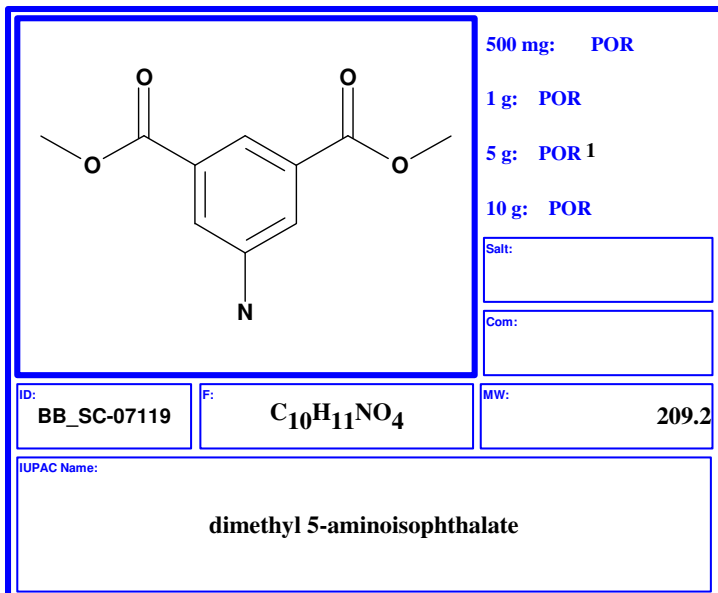 500 mg: POR
1 g: POR
5 g: POR 1
10 g: POR
O O
O O
N
Salt:
Com:
ID:
BB_SC-07119
F:
C10H11NO4
MW:
209.2
IUPAC Name:
dimethyl 5-aminoisophthalate